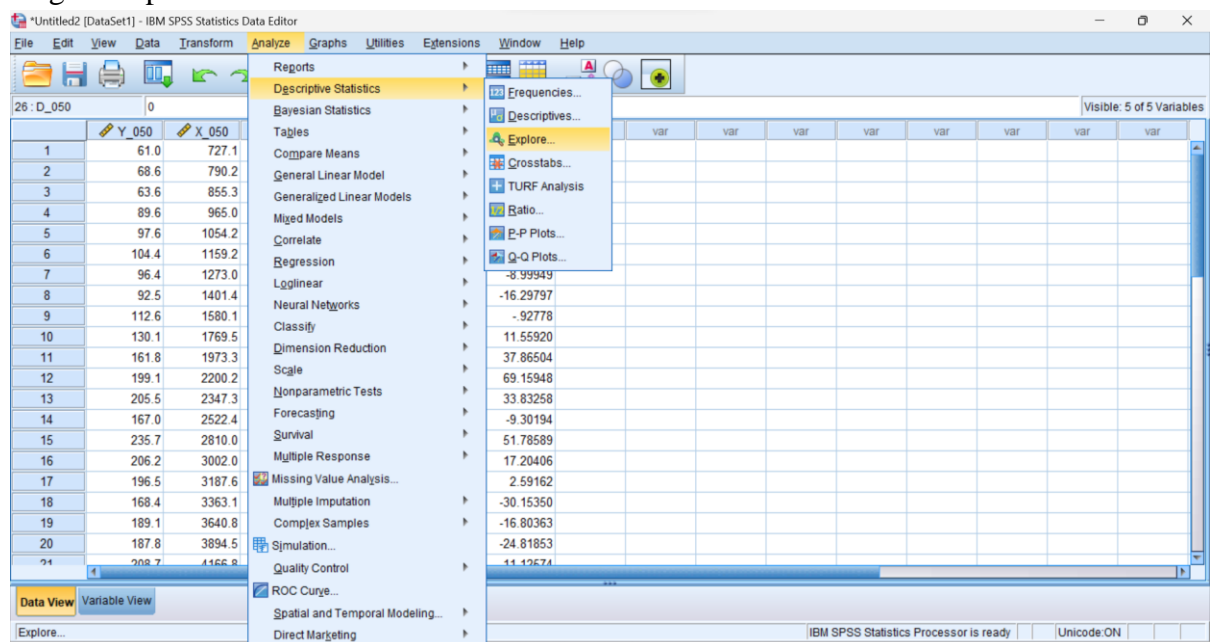 *Untitled2 [DataSet1] - IBM SPSS Statistics Data Editor
File Edit View Data Transform Analyze Graphs Utilities Extensions Window Help
26 : D_050 0 Visible: 5 of 5 Variables
Y_050 X_050 var var var var var var var var
1 61.0 727.1
2 68.6 790.2
3 63.6 855.3
4 89.6 965.0
5 97.6 1054.2
6 104.4 1159.2
7 96.4 1273.0 -8.99949
8 92.5 1401.4 -16.29797
9 112.6 1580.1 -.92778
10 130.1 1769.5 11.55920
11 161.8 1973.3 37.86504
12 199.1 2200.2 69.15948
13 205.5 2347.3 33.83258
14 167.0 2522.4 -9.30194
15 235.7 2810.0 51.78589
16 206.2 3002.0 17.20406
17 196.5 3187.6 2.59162
18 168.4 3363.1 -30.15350
19 189.1 3640.8 -16.80363
20 187.8 3894.5 -24.81853
21 208.7 4166.8 11.12574
Reports
Descriptive Statistics
Bayesian Statistics
Tables
Compare Means
General Linear Model
Generalized Linear Models
Mixed Models
Correlate
Regression
Loglinear
Neural Networks
Classify
Dimension Reduction
Scale
Nonparametric Tests
Forecasting
Survival
Multiple Response
Missing Value Analysis...
Multiple Imputation
Complex Samples
Simulation...
Quality Control
ROC Curve...
Spatial and Temporal Modeling...
Direct Marketing
Frequencies...
Descriptives...
Explore...
Crosstabs...
TURF Analysis
Ratio...
P-P Plots...
Q-Q Plots...
Data View Variable View
Explore... IBM SPSS Statistics Processor is ready Unicode:ON